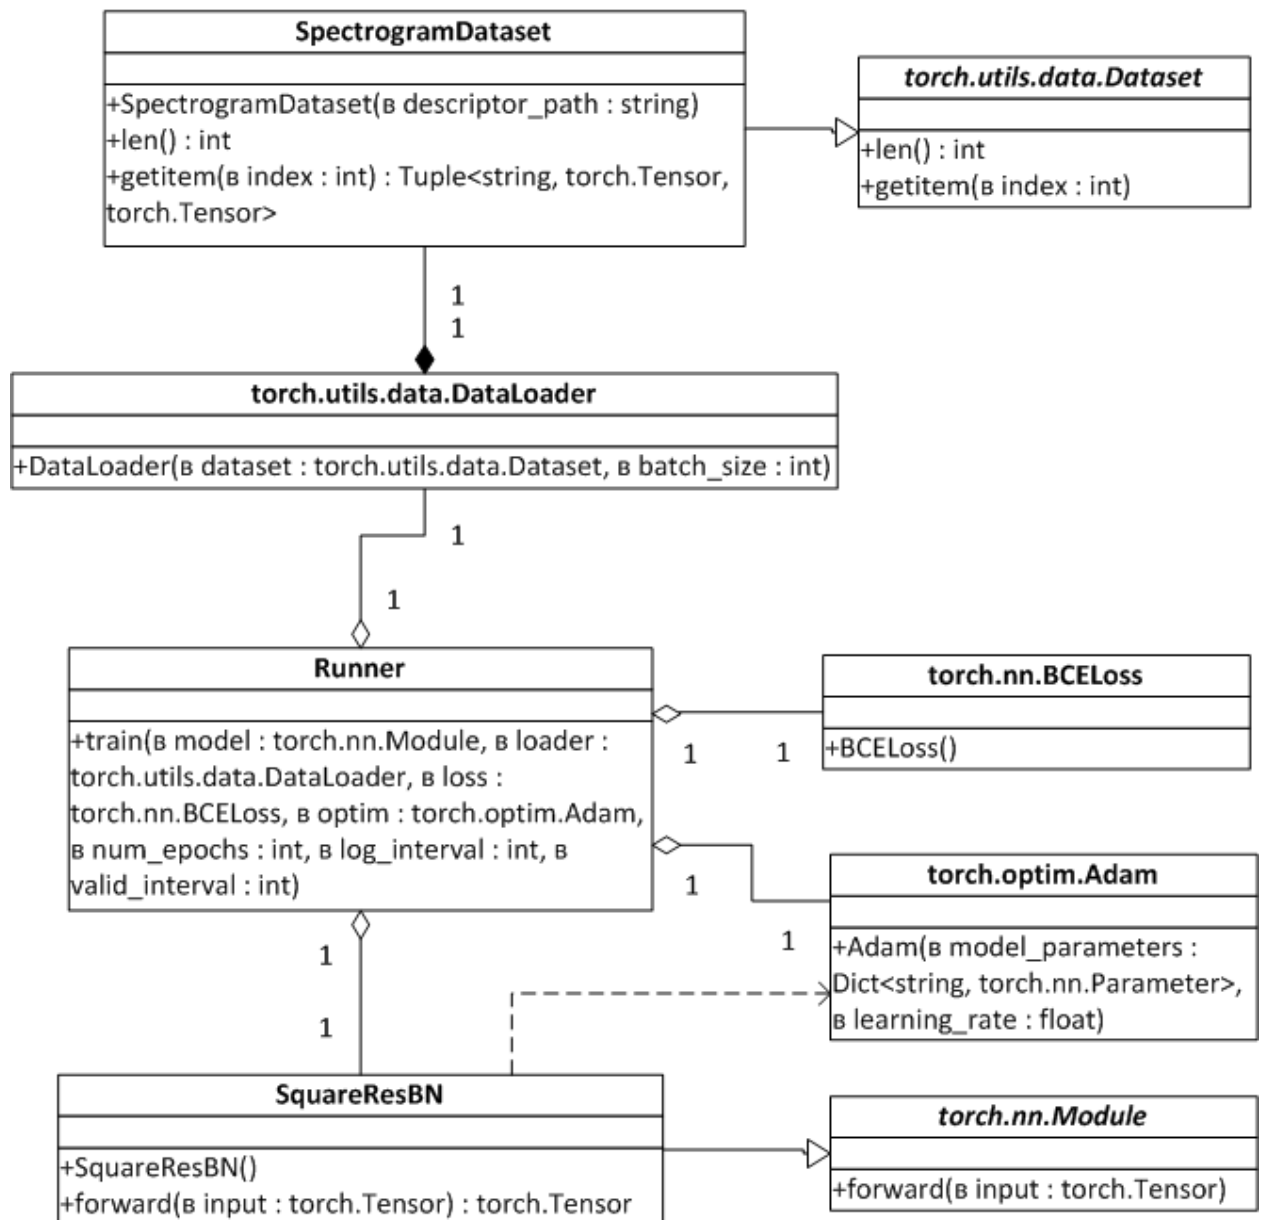 SpectrogramDataset
+SpectrogramDataset(в descriptor_path : string)
+len() : int
+getitem(в index : int) : Tuple<string, torch.Tensor,
torch.Tensor>
torch.utils.data.Dataset
+len() : int
+getitem(в index : int)
1
1
torch.utils.data.DataLoader
+DataLoader(в dataset : torch.utils.data.Dataset, в batch_size : int)
1
1
Runner
+train(в model : torch.nn.Module, в loader :
torch.utils.data.DataLoader, в loss :
torch.nn.BCELoss, в optim : torch.optim.Adam,
в num_epochs : int, в log_interval : int, в
valid_interval : int)
torch.nn.BCELoss
+BCELoss()
1
1
1
1
torch.optim.Adam
+Adam(в model_parameters :
Dict<string, torch.nn.Parameter>,
в learning_rate : float)
1
1
SquareResBN
+SquareResBN()
+forward(в input : torch.Tensor) : torch.Tensor
torch.nn.Module
+forward(в input : torch.Tensor)